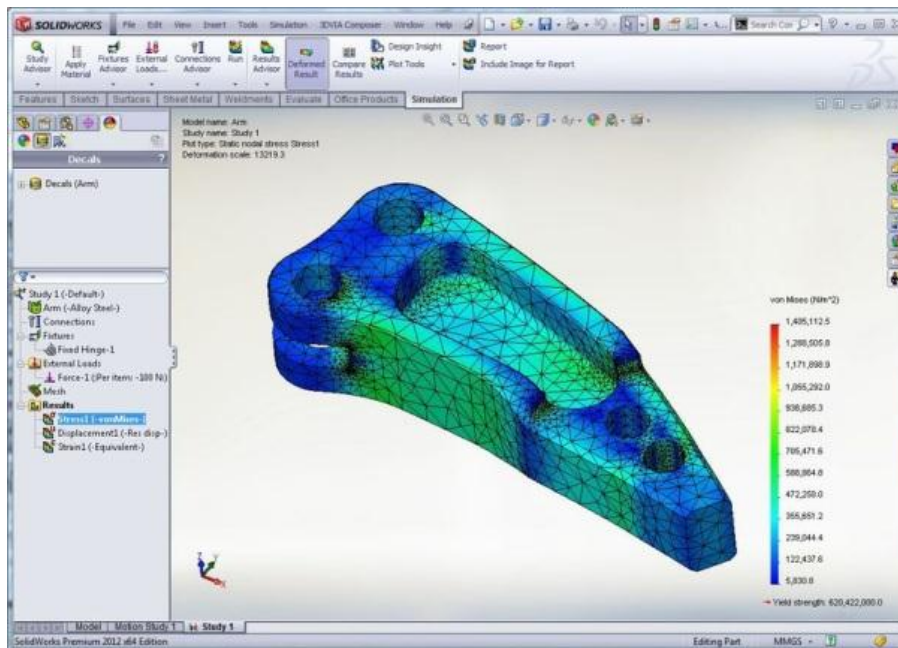 SOLIDWORKS File Edit View Insert Tools Simulation 3DVIA Composer Window Help
Study Advisor
Apply Material
Fixtures Advisor
External Loads...
Connections Advisor
Run
Results Advisor
Deformed Result
Compare Results
Design Insight
Plot Tools
Report
Include Image for Report
Features Sketch Surfaces Sheet Metal Weldments Evaluate Office Products Simulation
Decals ?
Decals (Arm)
Model name: Arm
Study name: Study 1
Plot type: Static nodal stress Stress1
Deformation scale: 13219.3
Study 1 (-Default-)
Arm (-Alloy Steel-)
Connections
Fixtures
Fixed Hinge-1
External Loads
Force-1 (:Per item: -100 N:)
Mesh
Results
Stress1 (-vonMises-)
Displacement1 (-Res disp-)
Strain1 (-Equivalent-)
von Mises (N/m^2)
1,405,112.5
1,288,505.8
1,171,898.9
1,055,292.0
938,685.3
822,078.4
705,471.6
588,864.8
472,258.0
355,651.2
239,044.4
122,437.6
5,830.8
Yield strength: 620,422,000.0
Model Motion Study 1 Study 1
SolidWorks Premium 2012 x64 Edition Editing Part MMGS